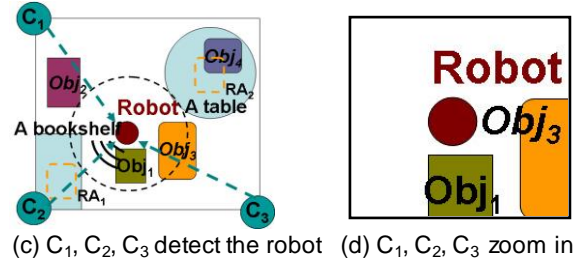 C1
Obj2
Obj4
RA2
Robot
A table
A bookshelf
Obj3
Obj1
RA1
C2
C3
(c) C1, C2, C3 detect the robot
Robot
Obj3
Obj1
(d) C1, C2, C3 zoom in